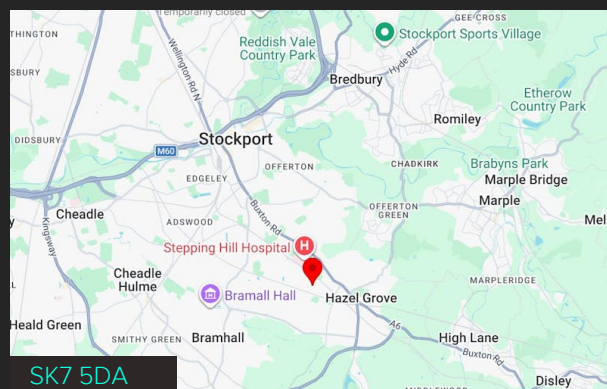 Temporarily closed
GEE CROSS
THINGTON
Wellington Rd N
Reddish Vale
Country Park
Stockport Sports Village
SBURY
Bredbury
Hyde Rd
Etherow
Country Park
Romiley
DIDSBURY
M60
Stockport
OFFERTON
CHADKIRK
Brabyns Park
EDGELEY
Marple Bridge
Marple
Cheadle
Kingsway
ADSWOOD
Buxton Rd
OFFERTON
GREEN
Mel
y
Stepping Hill Hospital
H
Cheadle
Hulme
MARPLERIDGE
Bramall Hall
Hazel Grove
Heald Green
SMITHY GREEN
Bramhall
A6
High Lane
Buxton Rd
SK7 5DA
Disley